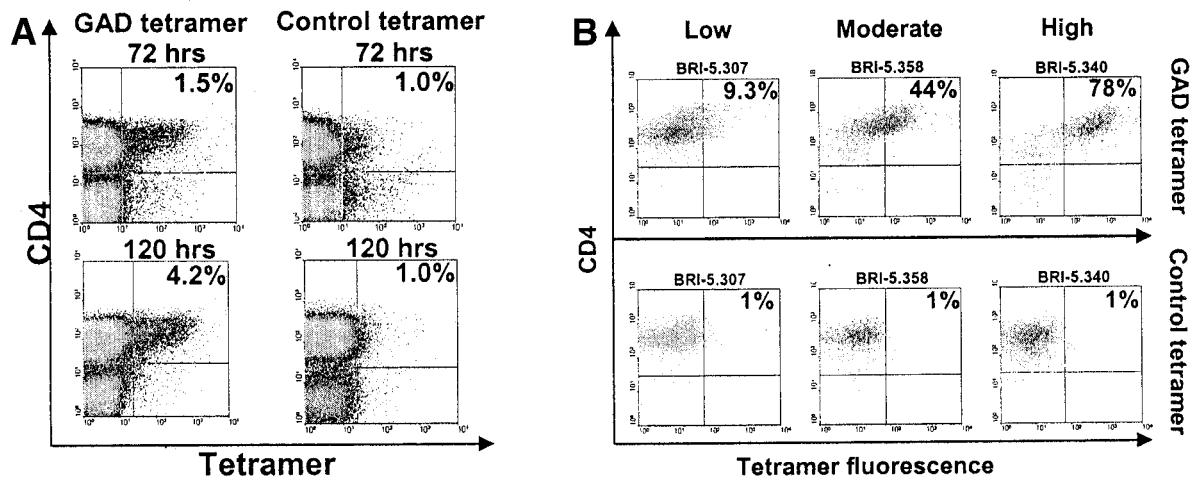 A
GAD tetramer
72 hrs
1.5%
Control tetramer
72 hrs
1.0%
120 hrs
4.2%
120 hrs
1.0%
CD4
Tetramer
B
Low
Moderate
High
BRI-5.307
9.3%
BRI-5.358
44%
BRI-5.340
78%
GAD tetramer
BRI-5.307
1%
BRI-5.358
1%
BRI-5.340
1%
Control tetramer
CD4
Tetramer fluorescence